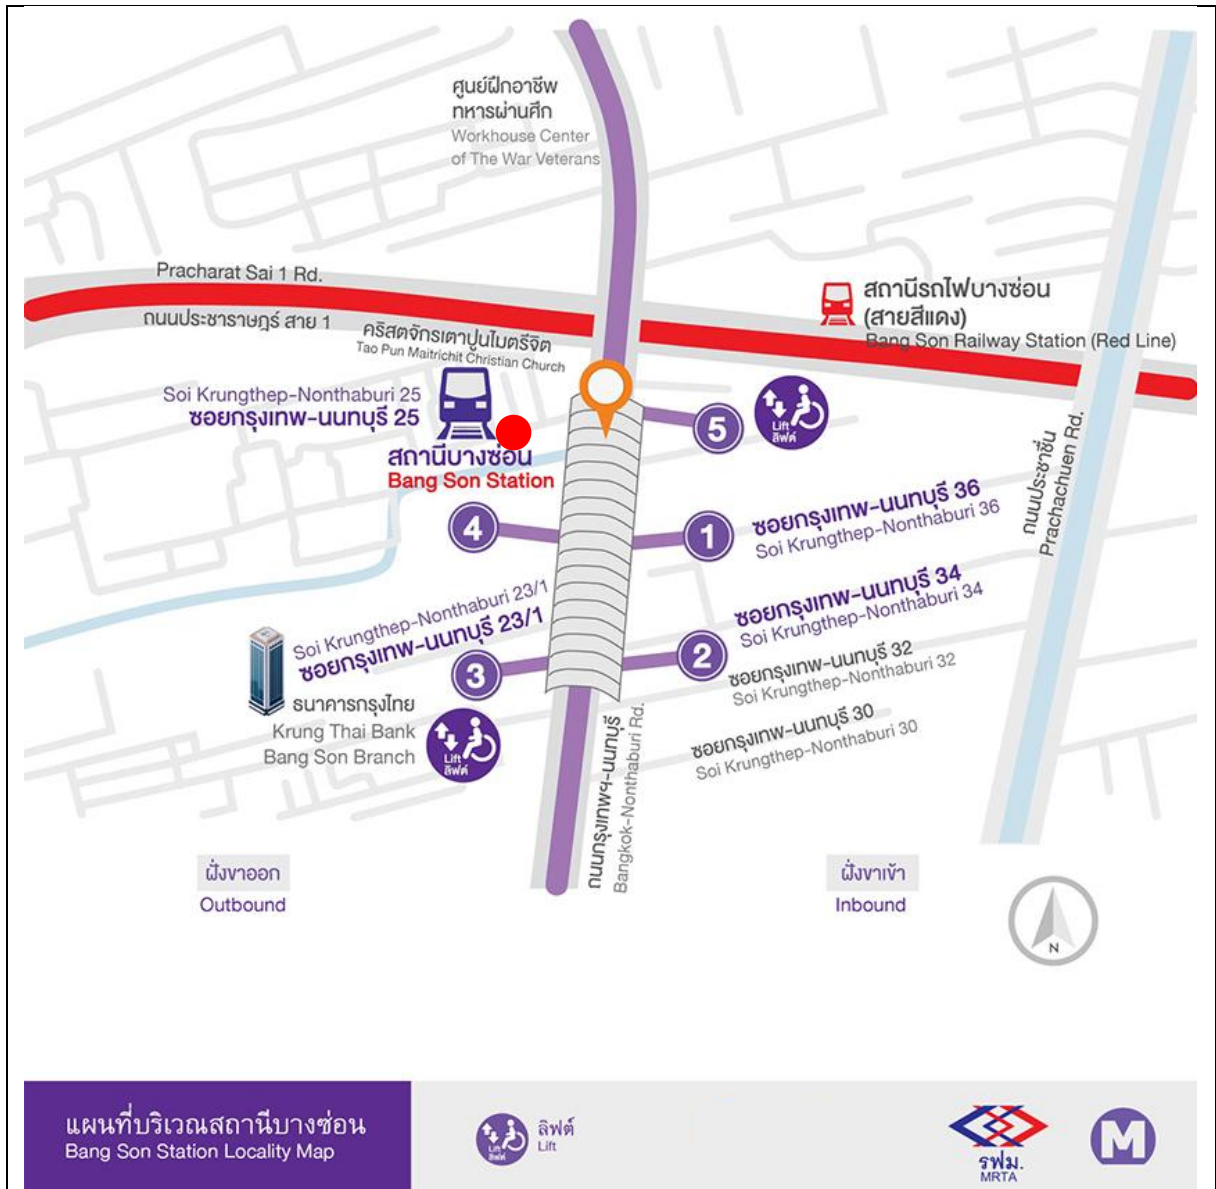 ศูนย์ฝึกอาชีพ
ทหารผ่านศึก
Workhouse Center
of The War Veterans
Pracharat Sai 1 Rd.
ถนนประชาราษฎร์ สาย 1
สถานีรถไฟบางซ่อน
(สายสีแดง)
Bang Son Railway Station (Red Line)
คริสตจักรเตาปูนไมตรีจิต
Tao Pun Maitrichit Christian Church
Soi Krungthep-Nonthaburi 25
ซอยกรุงเทพ-นนทบุรี 25
สถานีบางซ่อน
Bang Son Station
5
Lift
ลิฟต์
ถนนประชาชื่น
Prachachuen Rd.
4
1
ซอยกรุงเทพ-นนทบุรี 36
Soi Krungthep-Nonthaburi 36
Soi Krungthep-Nonthaburi 23/1
ซอยกรุงเทพ-นนทบุรี 23/1
3
2
ซอยกรุงเทพ-นนทบุรี 34
Soi Krungthep-Nonthaburi 34
ซอยกรุงเทพ-นนทบุรี 32
Soi Krungthep-Nonthaburi 32
ธนาคารกรุงไทย
Krung Thai Bank
Bang Son Branch
Lift
ลิฟต์
ซอยกรุงเทพ-นนทบุรี 30
Soi Krungthep-Nonthaburi 30
ถนนกรุงเทพฯ-นนทบุรี
Bangkok-Nonthaburi Rd.
ฝั่งขาออก
Outbound
ฝั่งขาเข้า
Inbound
N
แผนที่บริเวณสถานีบางซ่อน
Bang Son Station Locality Map
Lift
ลิฟต์
ลิฟต์
Lift
รฟม.
MRTA
M